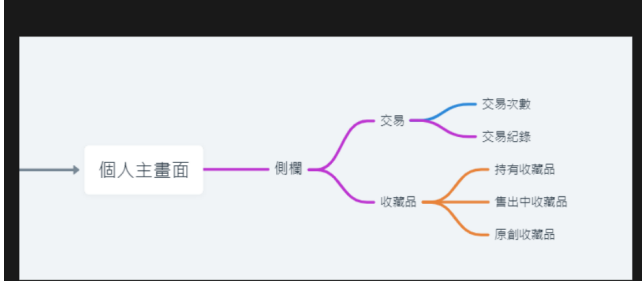 個人主畫面
側欄
交易
交易次數
交易紀錄
收藏品
持有收藏品
售出中收藏品
原創收藏品